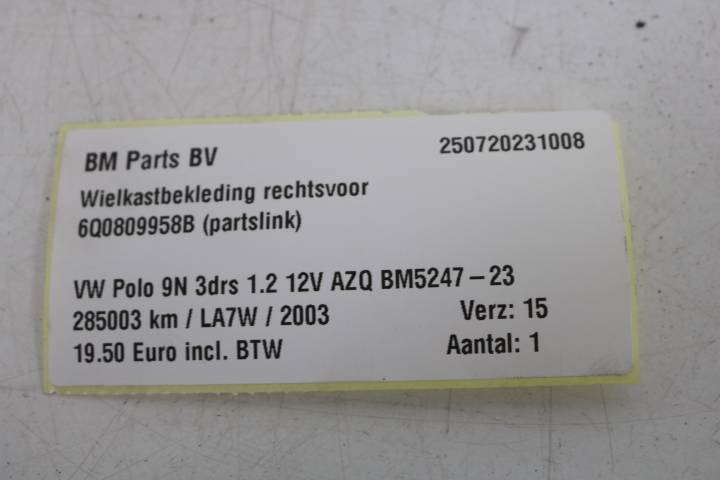 BM Parts BV 250720231008
Wielkastbekleding rechtsvoor
6Q0809958B (partslink)
VW Polo 9N 3drs 1.2 12V AZQ BM5247-23
285003 km / LA7W / 2003 Verz: 15
19.50 Euro incl. BTW Aantal: 1